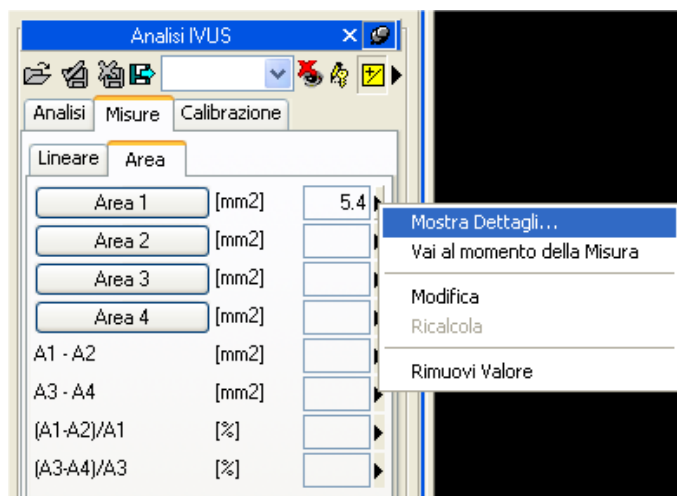 Analisi IVUS
Analisi Misure Calibrazione
Lineare Area
Area 1 [mm2] 5.4
Area 2 [mm2]
Area 3 [mm2]
Area 4 [mm2]
A1 - A2 [mm2]
A3 - A4 [mm2]
(A1-A2)/A1 [%]
(A3-A4)/A3 [%]
Mostra Dettagli...
Vai al momento della Misura
Modifica
Ricalcola
Rimuovi Valore